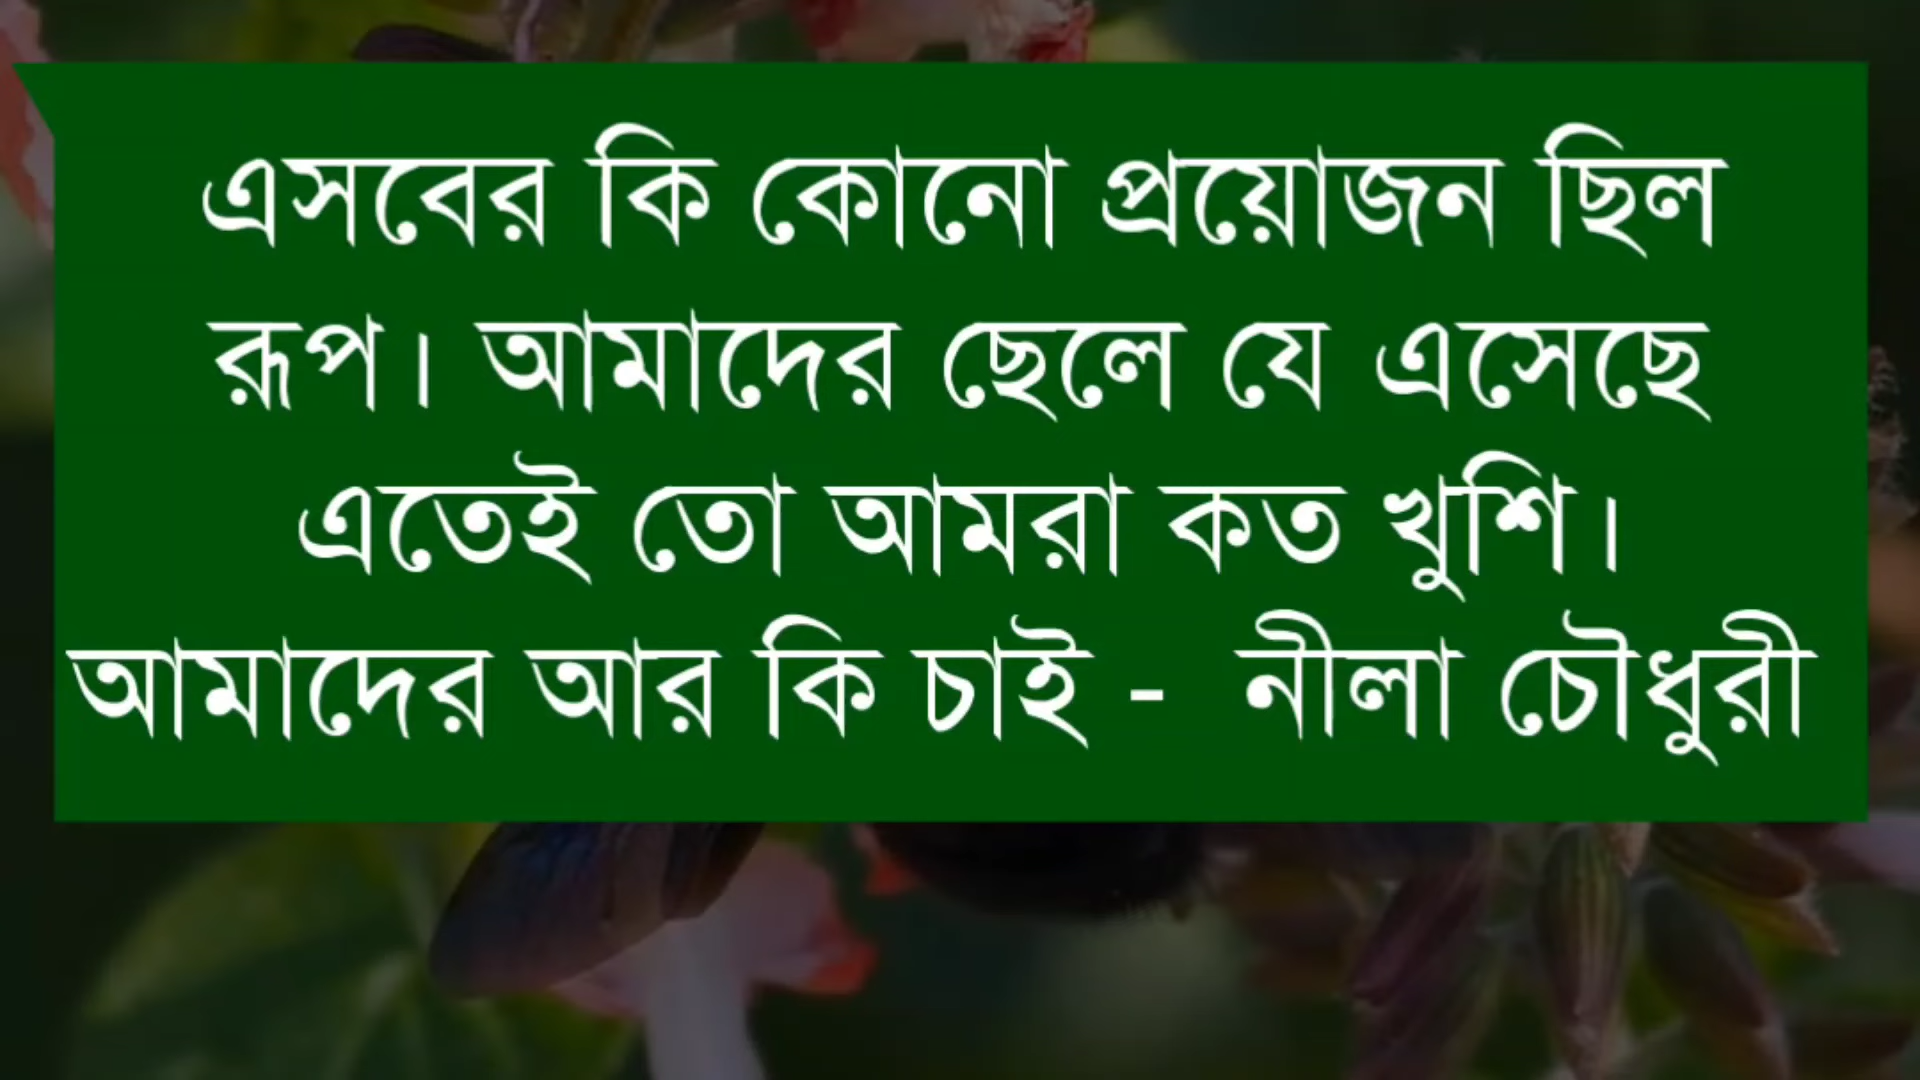 এসবের কি কোনো প্রয়োজন ছিল
রূপ। আমাদের ছেলে যে এসেছে
এতেই তো আমরা কত খুশি।
আমাদের আর কি চাই - নীলা চৌধুরী